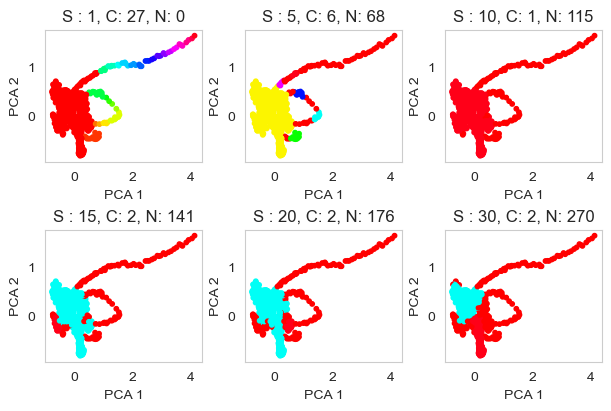 S : 1, C: 27, N: 0
S : 5, C: 6, N: 68
S : 10, C: 1, N: 115
PCA 2
1
0
0
2
4
PCA 1
PCA 2
1
0
0
2
4
PCA 1
PCA 2
1
0
0
2
4
PCA 1
S : 15, C: 2, N: 141
S : 20, C: 2, N: 176
S : 30, C: 2, N: 270
PCA 2
1
0
0
2
4
PCA 1
PCA 2
1
0
0
2
4
PCA 1
PCA 2
1
0
0
2
4
PCA 1